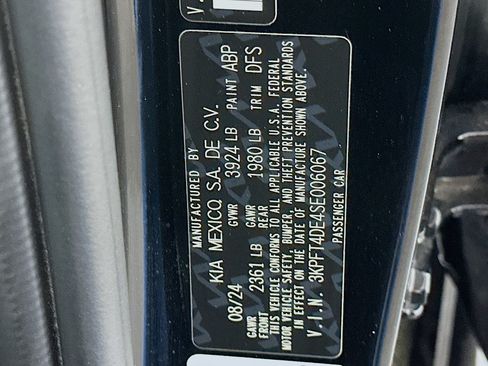 MANUFACTURED BY
KIA MEXICO, S.A. DE C.V.
08/24 GVWR 3924 LB PAINT ABP
GAWR FRONT 2361 LB GAWR REAR 1980 LB TRIM DFS
THIS VEHICLE CONFORMS TO ALL APPLICABLE U.S.A. FEDERAL
MOTOR VEHICLE SAFETY, BUMPER, AND THEFT PREVENTION STANDARDS
IN EFFECT ON THE DATE OF MANUFACTURE SHOWN ABOVE.
V.I.N. 3KPFT4DE4SE006067
PASSENGER CAR